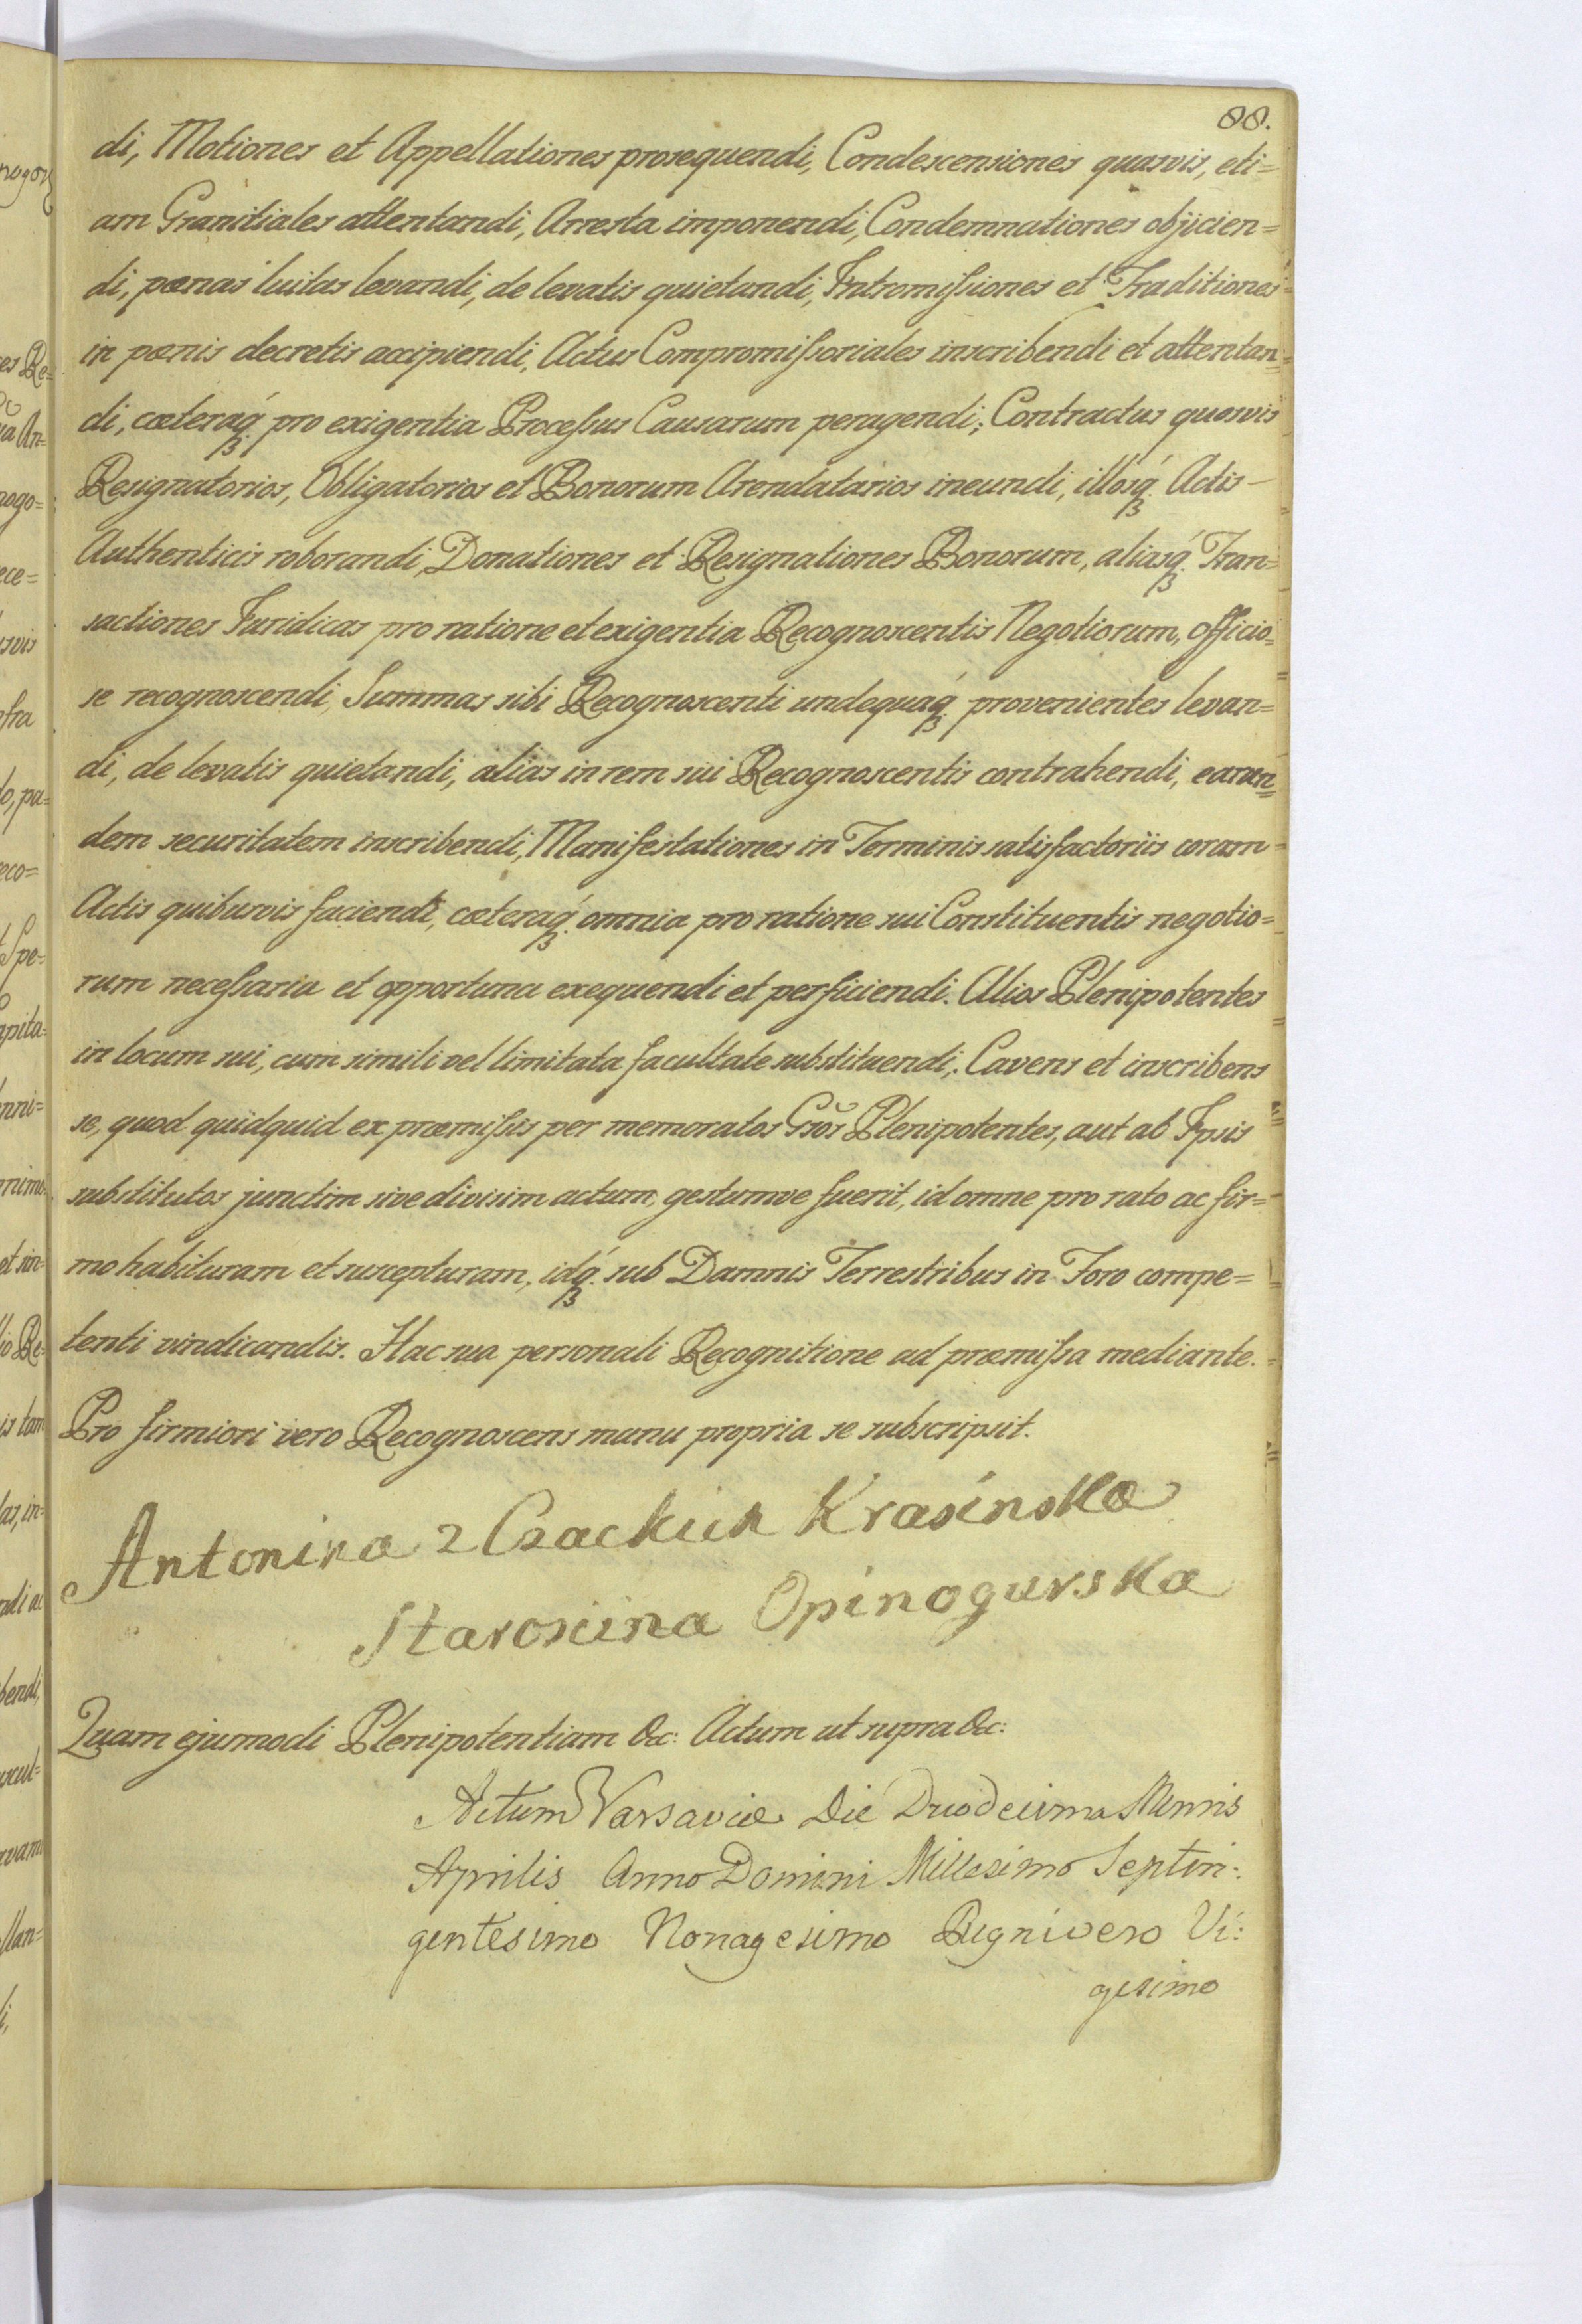 88.
di, Motiones et Appellationes prosequendi, Condescensiones quasvis, eti=
am Granitiales attentandi, Arresta imponendi, Condemnationes objicien=
di, pœnas luitas levandi, de levatis quietandi, Intromissiones et Traditiones
in pœnis decretis accipiendi, Actus Compromissoriales inscribendi et attentan=
di, cœteraq́ꝫ pro exigentia Processus Causarum peragendi; Contractus quosvis
Resignatorios, Obligatorios et Bonorum Arendatarios ineundi, illosq́ꝫ Actis
Authenticis roborandi, Donationes et Resignationes Bonorum, aliasq́ꝫ Tran=
sactiones Juridicas pro ratione et exigentia Recognoscentis Negotiorum, officio=
se recognoscendi, Summas sibi Recognoscenti undequaq́ꝫ provenientes levan=
di, de levatis quietandi, alias in rem sui Recognoscentis contrahendi, earun=
dem securitatem inscribendi, Manifestationes in Terminis satisfactoriis coram
Actis quibusvis faciendi, cœteraq́ꝫ omnia pro ratione sui Constituentis negotio=
rum necessaria et opportuna exequendi et perficiendi. Alios Plenipotentes
in locum sui, cum simili vel limitata facultate substituendi; Cavens et inscribens
se, quod quidquid ex præmissis per memoratos Gsõs Plenipotentes, aut ab Ipsis
substitutos junctim sive divisim actum, gestumve fuerit, id omne pro rato ac fir=
mo habituram et suscepturam, idq́ꝫ sub Damnis Terrestribus in Foro compe=
tenti vindicandis. Hac sua personali Recognitione ad præmissa mediante.
Pro firmiori vero Recognoscens manu propria se subscripsit.
Antonina z Czackich Krasinska
Staroscina Opinogurska
Quam ejusmodi Plenipotentiam &c: Actum ut supra &c:
Actum Varsaviæ Die Duodecima Mensis
Aprilis Anno Domini Millesimo Septin:
gentesimo Nonagesimo Regni vero Vi:
gesimo